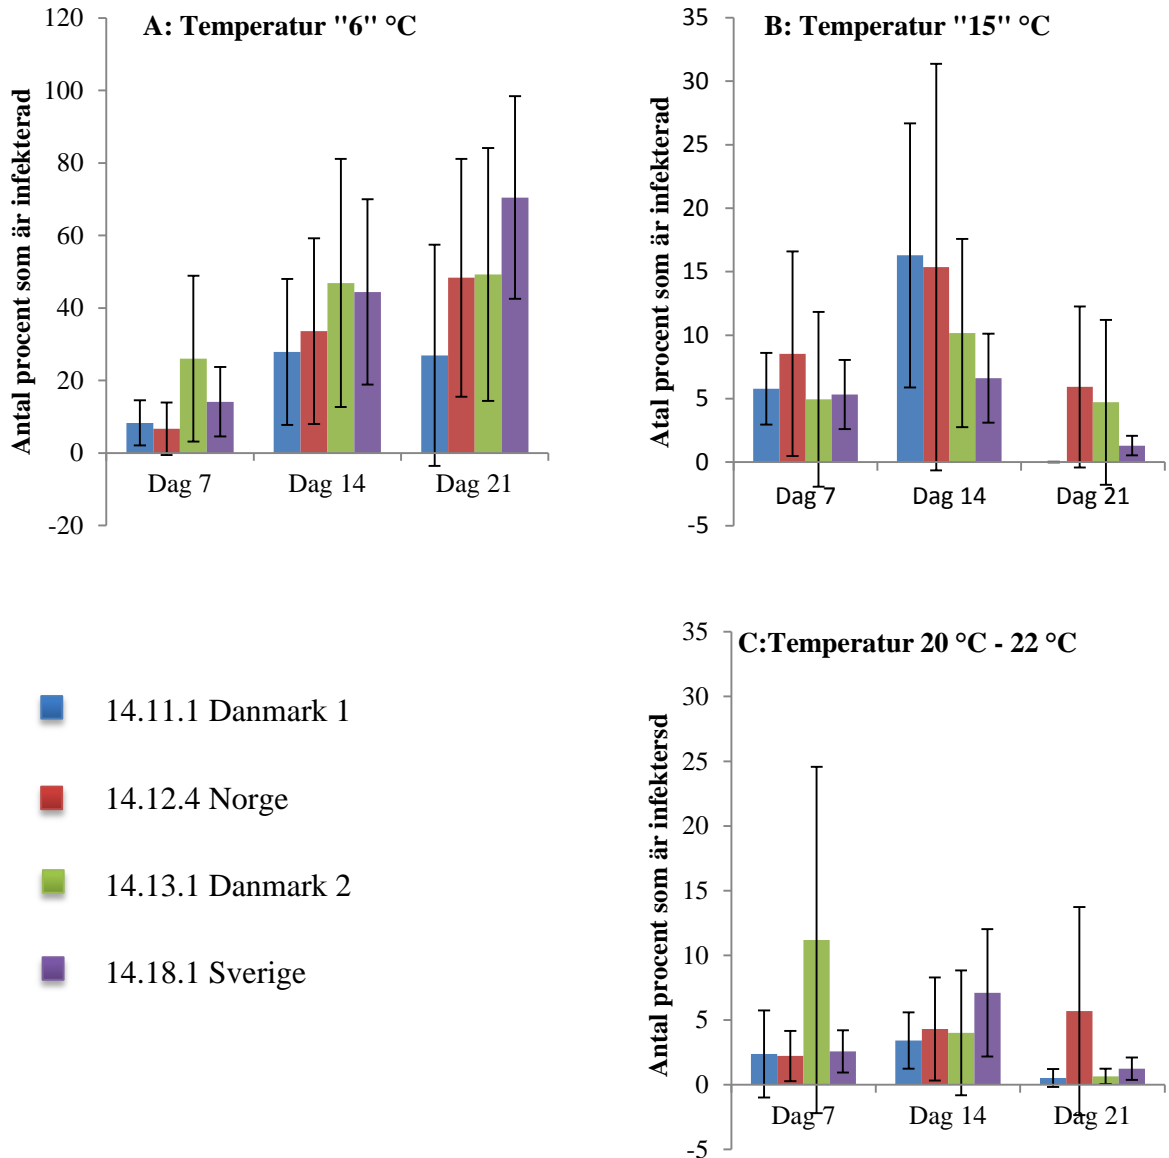 A: Temperatur "6" °C
Antal procent som är infekterad
120
100
80
60
40
20
0
-20
Dag 7
Dag 14
Dag 21
B: Temperatur "15" °C
Atal procent som är infekterad
35
30
25
20
15
10
5
0
-5
Dag 7
Dag 14
Dag 21
14.11.1 Danmark 1
14.12.4 Norge
14.13.1 Danmark 2
14.18.1 Sverige
C:Temperatur 20 °C - 22 °C
Antal procent som är infektersd
35
30
25
20
15
10
5
0
-5
Dag 7
Dag 14
Dag 21